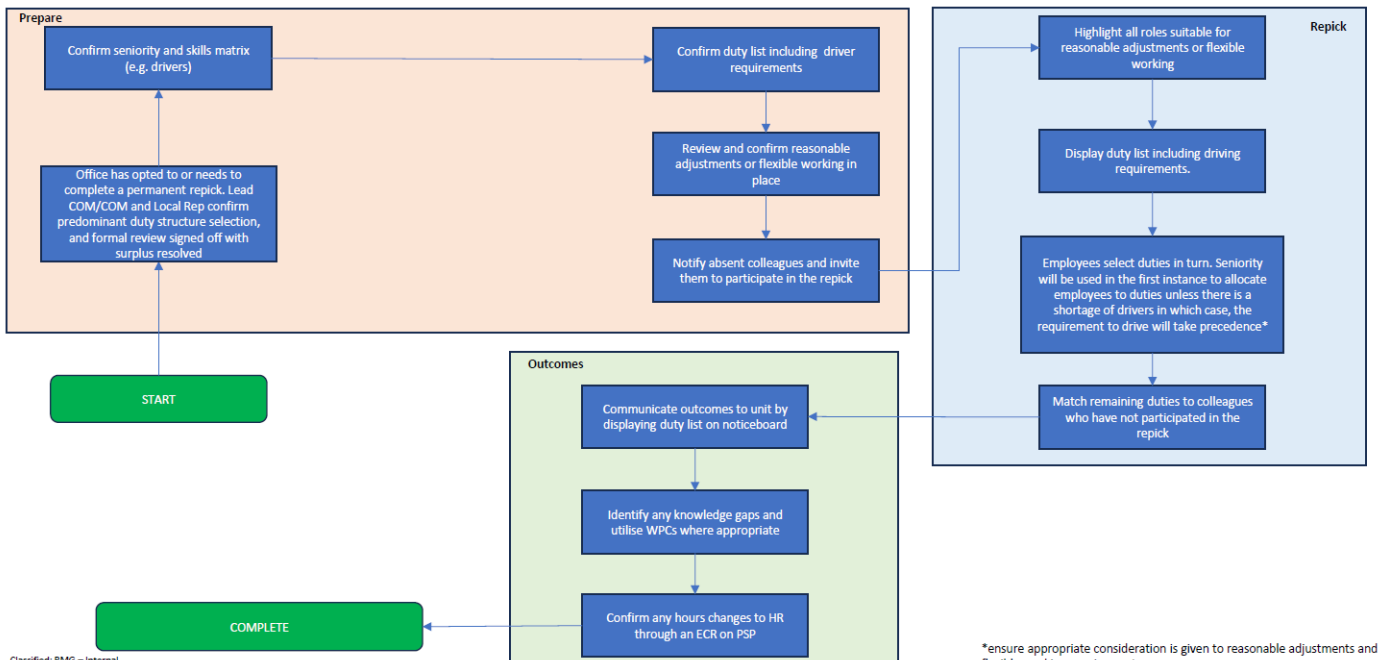 Prepare
Confirm seniority and skills matrix
(e.g. drivers)
Confirm duty list including driver
requirements
Office has opted to or needs to
complete a permanent repick. Lead
COM/COM and Local Rep confirm
predominant duty structure selection,
and formal review signed off with
surplus resolved
Review and confirm reasonable
adjustments or flexible working in
place
Notify absent colleagues and invite
them to participate in the repick
START
Repick
Highlight all roles suitable for
reasonable adjustments or flexible
working
Display duty list including driving
requirements.
Employees select duties in turn. Seniority
will be used in the first instance to allocate
employees to duties unless there is a
shortage of drivers in which case, the
requirement to drive will take precedence*
Match remaining duties to colleagues
who have not participated in the
repick
Outcomes
Communicate outcomes to unit by
displaying duty list on noticeboard
Identify any knowledge gaps and
utilise WPCs where appropriate
Confirm any hours changes to HR
through an ECR on PSP
COMPLETE
Classified: RMG – Internal
*ensure appropriate consideration is given to reasonable adjustments and